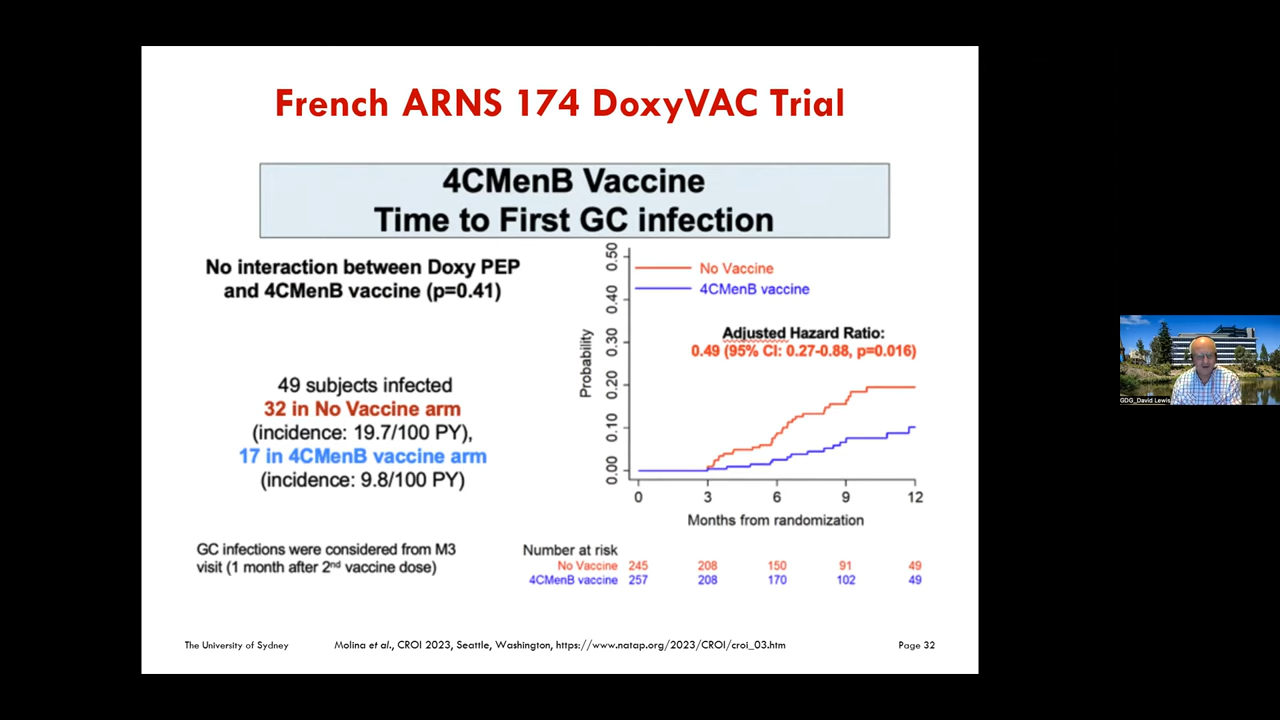 French ARNS 174 DoxyVAC Trial
4CMenB Vaccine
Time to First GC infection
No interaction between Doxy PEP
and 4CMenB vaccine (p=0.41)
49 subjects infected
32 in No Vaccine arm
(incidence: 19.7/100 PY),
17 in 4CMenB vaccine arm
(incidence: 9.8/100 PY)
GC infections were considered from M3
visit (1 month after 2nd vaccine dose)
No Vaccine
4CMenB vaccine
Adjusted Hazard Ratio:
0.49 (95% CI: 0.27-0.88, p=0.016)
Probability
0.50
0.40
0.30
0.20
0.10
0.00
0 3 6 9 12
Months from randomization
Number at risk
No Vaccine 245 208 150 91 49
4CMenB vaccine 257 208 170 102 49
The University of Sydney
Molina et al., CROI 2023, Seattle, Washington, https://www.natap.org/2023/CROI/croi_03.htm
Page 32
GDG_David Lewis